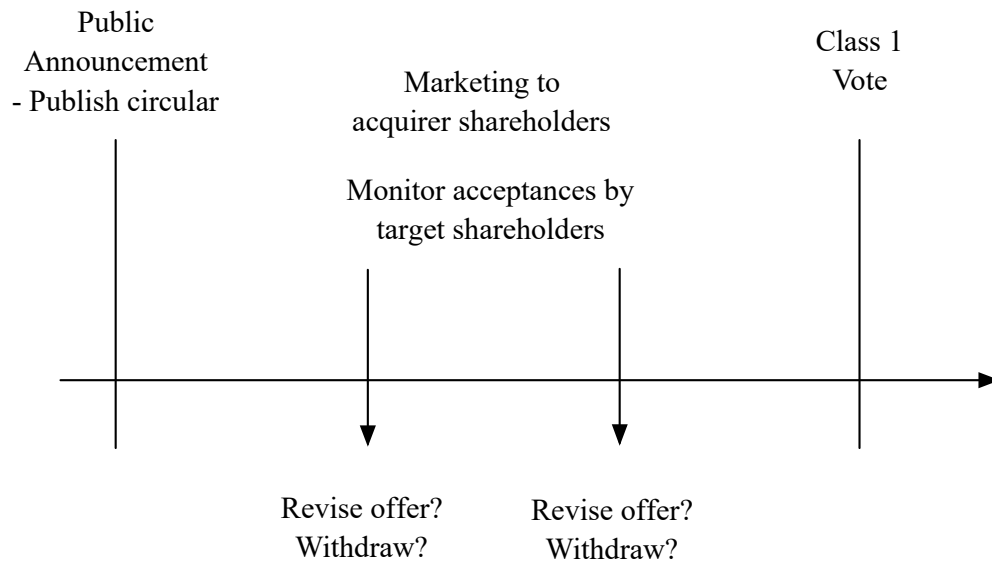 Public
Announcement
- Publish circular
Class 1
Vote
Marketing to
acquirer shareholders
Monitor acceptances by
target shareholders
Revise offer?
Withdraw?
Revise offer?
Withdraw?